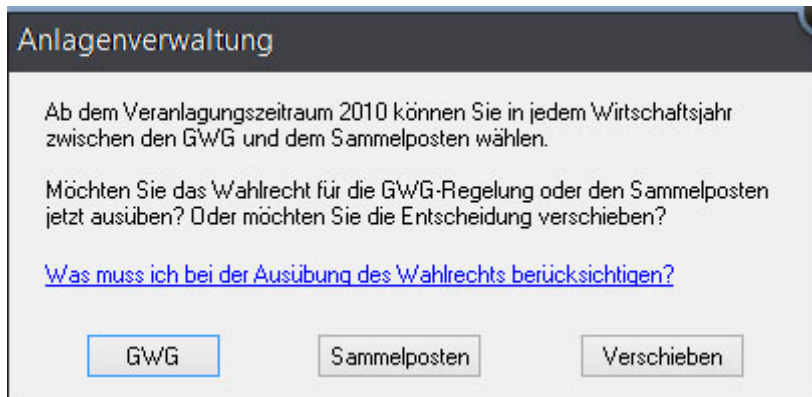 Anlagenverwaltung
Ab dem Veranlagungszeitraum 2010 können Sie in jedem Wirtschaftsjahr
zwischen den GWG und dem Sammelposten wählen.
Möchten Sie das Wahlrecht für die GWG-Regelung oder den Sammelposten
jetzt ausüben? Oder möchten Sie die Entscheidung verschieben?
Was muss ich bei der Ausübung des Wahlrechts berücksichtigen?
GWG Sammelposten Verschieben